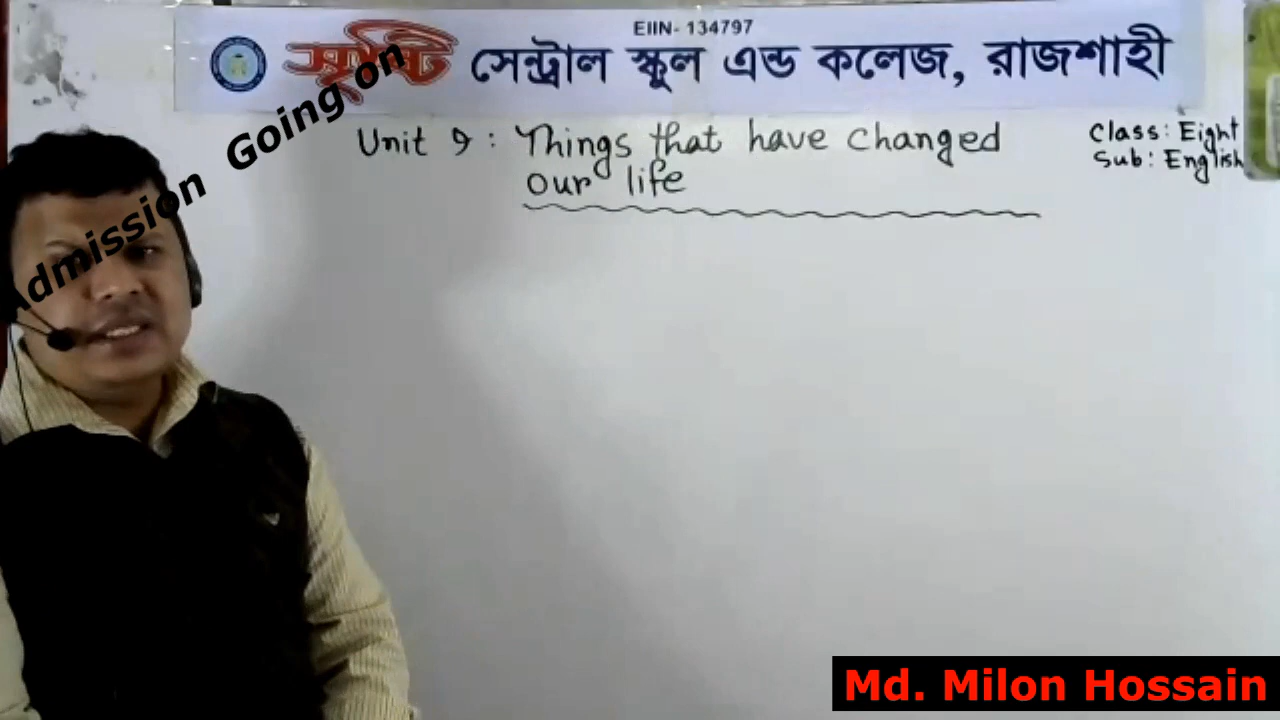 EIIN- 134797
সৃষ্টি সেন্ট্রাল স্কুল এন্ড কলেজ, রাজশাহী
Admission Going on
Unit 9 : Things that have changed
our life
Class: Eight
Sub: English
Md. Milon Hossain